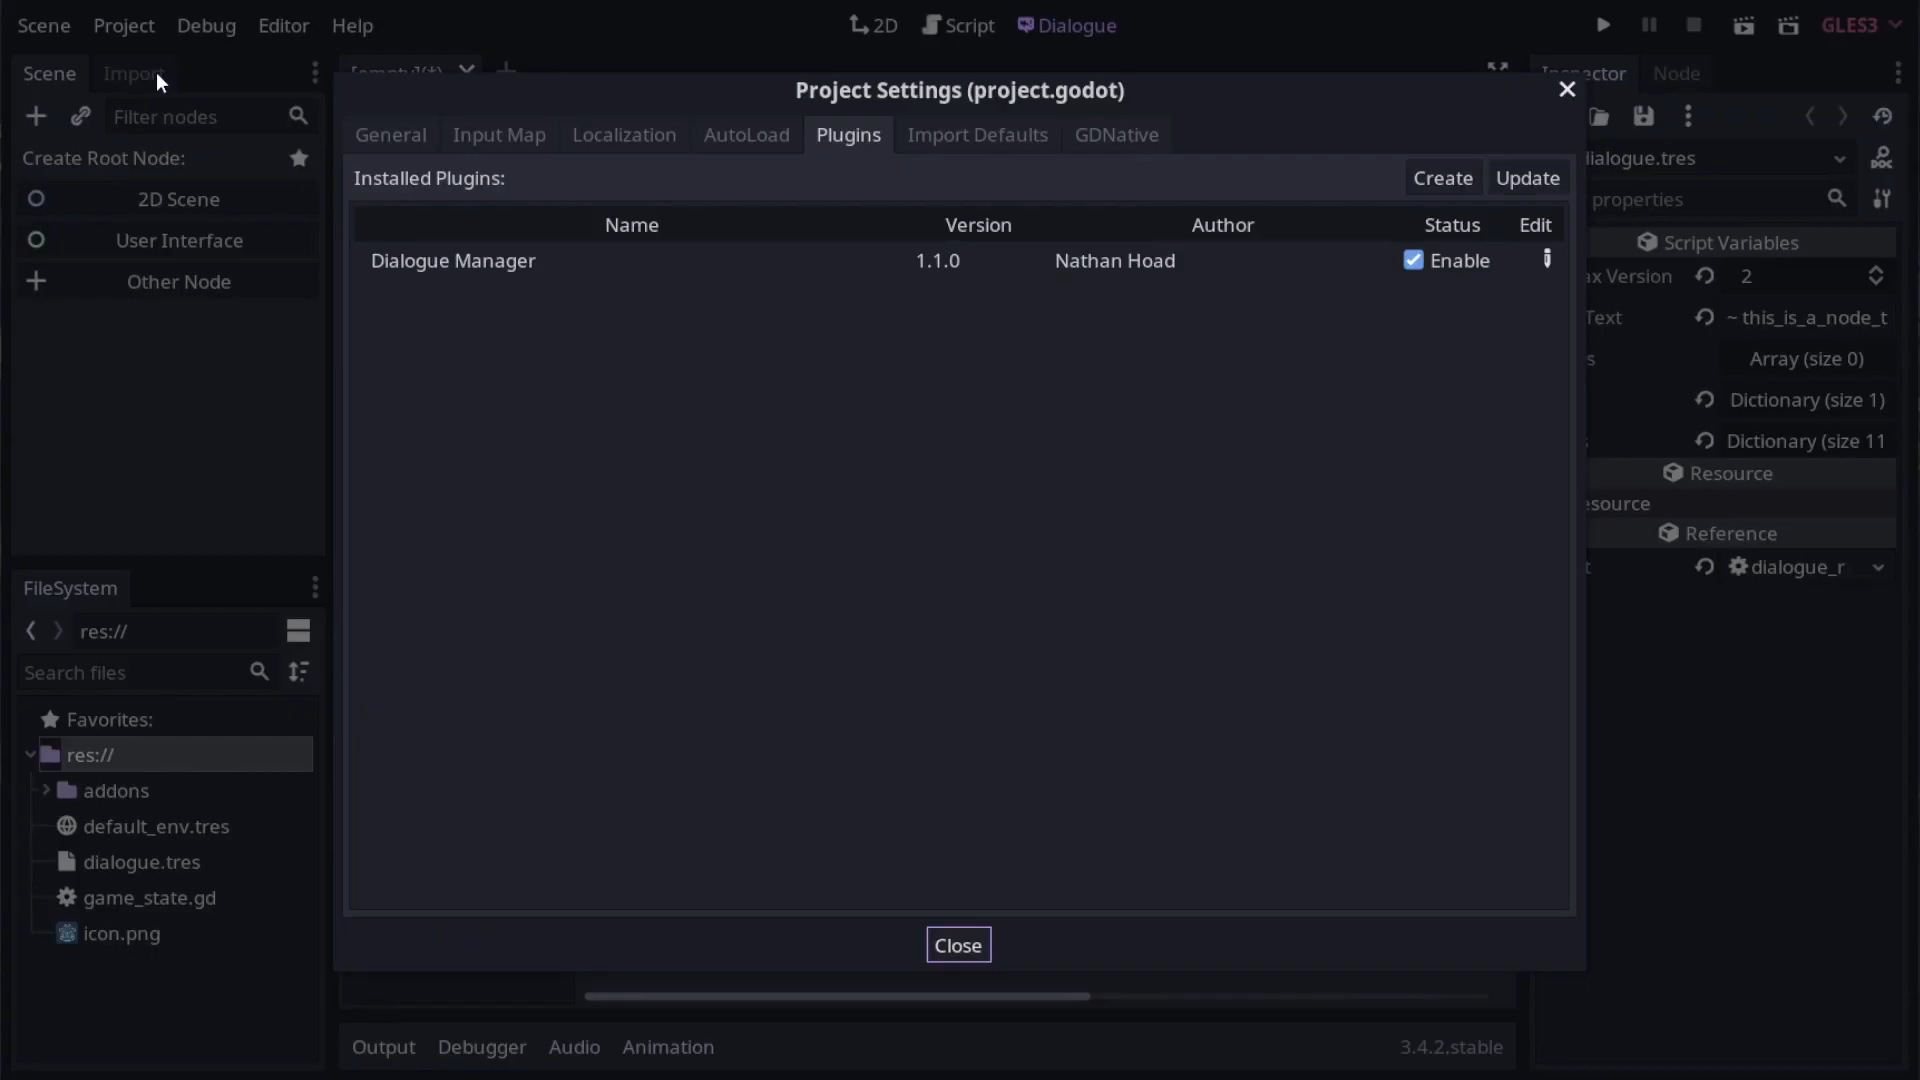 Scene Project Debug Editor Help
2D Script Dialogue
GLES3
Scene Import
Filter nodes
Create Root Node:
2D Scene
User Interface
Other Node
FileSystem
res://
Search files
Favorites:
res://
addons
default_env.tres
dialogue.tres
game_state.gd
icon.png
[empty](*)
Project Settings (project.godot)
General Input Map Localization AutoLoad Plugins Import Defaults GDNative
Installed Plugins:
Create Update
Name Version Author Status Edit
Dialogue Manager 1.1.0 Nathan Hoad Enable
Close
Output Debugger Audio Animation
3.4.2.stable
Inspector Node
dialogue.tres
properties
Script Variables
ax Version 2
Text ~ this_is_a_node_t
s Array (size 0)
Dictionary (size 1)
s Dictionary (size 11
Resource
esource
Reference
t dialogue_r